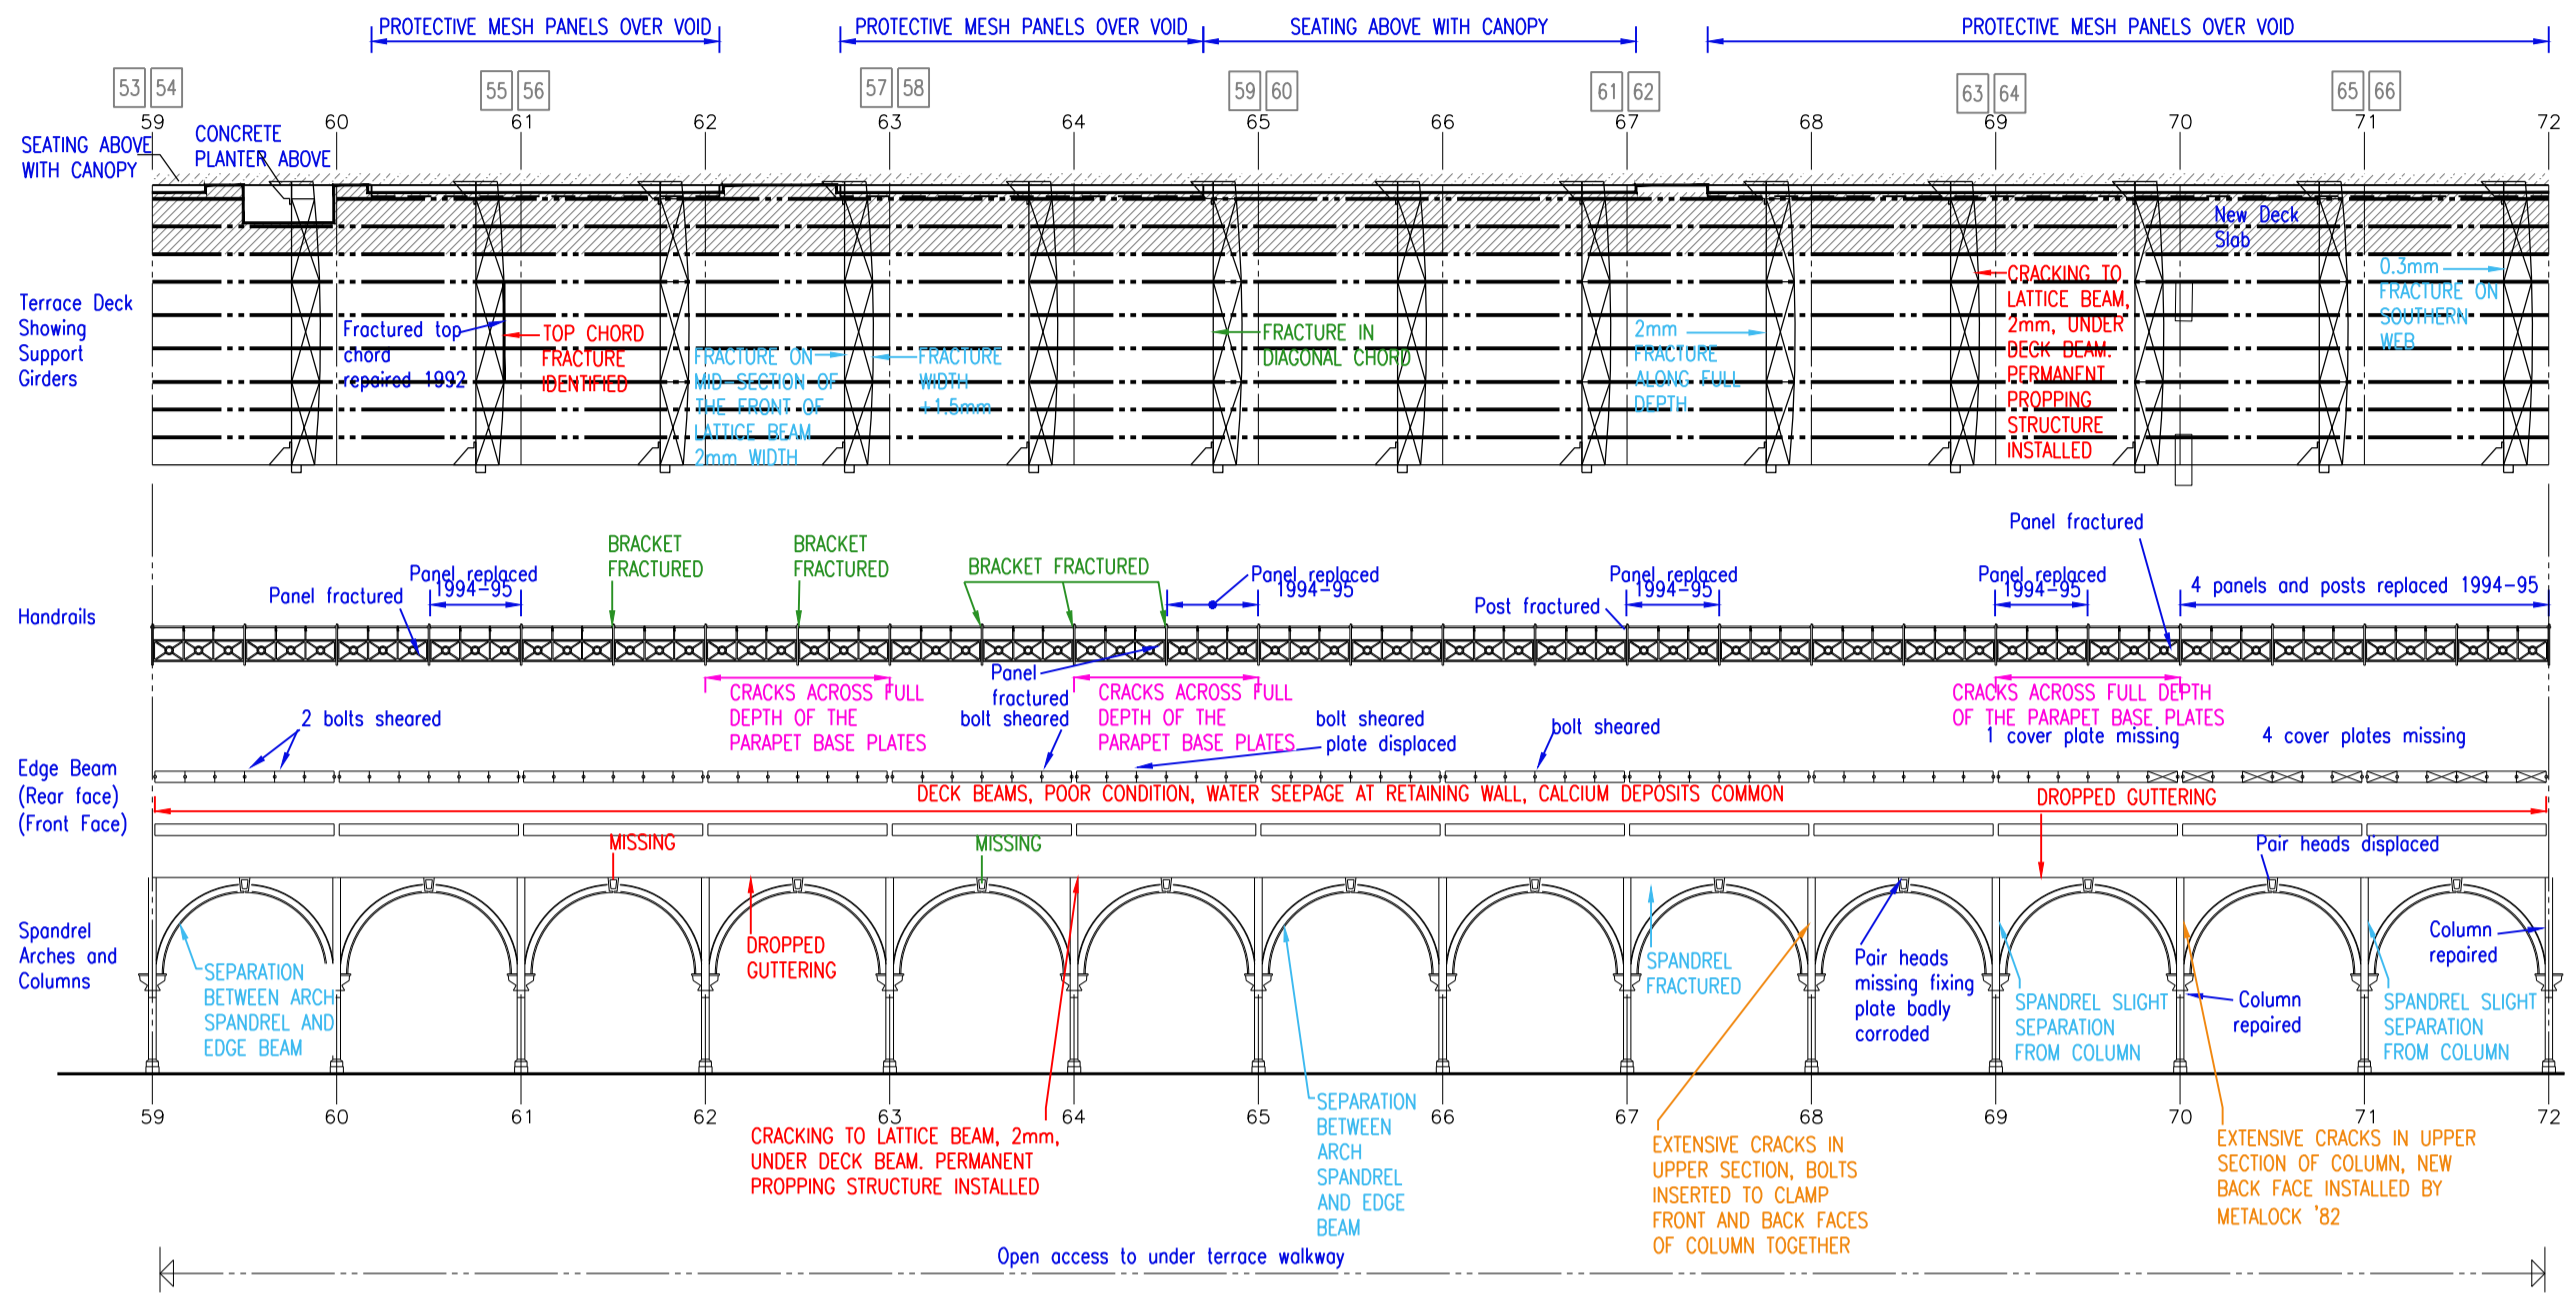 PROTECTIVE MESH PANELS OVER VOID
PROTECTIVE MESH PANELS OVER VOID
SEATING ABOVE WITH CANOPY
PROTECTIVE MESH PANELS OVER VOID
53 54
55 56
57 58
59 60
61 62
63 64
65 66
59 60 61 62 63 64 65 66 67 68 69 70 71 72
SEATING ABOVE
WITH CANOPY
CONCRETE
PLANTER ABOVE
New Deck
Slab
Terrace Deck
Showing
Support
Girders
Fractured top
chord
repaired 1992
TOP CHORD
FRACTURE
IDENTIFIED
FRACTURE ON
MID-SECTION OF
THE FRONT OF
LATTICE BEAM
2mm WIDTH
FRACTURE
WIDTH
+1.5mm
FRACTURE IN
DIAGONAL CHORD
2mm
FRACTURE
ALONG FULL
DEPTH
CRACKING TO
LATTICE BEAM,
2mm, UNDER
DECK BEAM.
PERMANENT
PROPPING
STRUCTURE
INSTALLED
0.3mm
FRACTURE ON
SOUTHERN
WEB
Handrails
Panel fractured
Panel replaced
1994-95
BRACKET
FRACTURED
BRACKET
FRACTURED
BRACKET FRACTURED
Panel replaced
1994-95
Post fractured
Panel replaced
1994-95
Panel fractured
Panel replaced
1994-95
4 panels and posts replaced 1994-95
Panel
fractured
CRACKS ACROSS FULL
DEPTH OF THE
PARAPET BASE PLATES
CRACKS ACROSS FULL
DEPTH OF THE
PARAPET BASE PLATES
CRACKS ACROSS FULL DEPTH
OF THE PARAPET BASE PLATES
Edge Beam
(Rear face)
(Front Face)
2 bolts sheared
bolt sheared
bolt sheared
plate displaced
bolt sheared
1 cover plate missing
4 cover plates missing
DECK BEAMS, POOR CONDITION, WATER SEEPAGE AT RETAINING WALL, CALCIUM DEPOSITS COMMON
DROPPED GUTTERING
MISSING
MISSING
Pair heads displaced
Spandrel
Arches and
Columns
SEPARATION
BETWEEN ARCH
SPANDREL AND
EDGE BEAM
DROPPED
GUTTERING
SPANDREL
FRACTURED
Pair heads
missing fixing
plate badly
corroded
SPANDREL SLIGHT
SEPARATION
FROM COLUMN
Column
repaired
SPANDREL SLIGHT
SEPARATION
FROM COLUMN
Column
repaired
59 60 61 62 63 64 65 66 67 68 69 70 71 72
CRACKING TO LATTICE BEAM, 2mm,
UNDER DECK BEAM. PERMANENT
PROPPING STRUCTURE INSTALLED
SEPARATION
BETWEEN
ARCH
SPANDREL
AND EDGE
BEAM
EXTENSIVE CRACKS IN
UPPER SECTION, BOLTS
INSERTED TO CLAMP
FRONT AND BACK FACES
OF COLUMN TOGETHER
EXTENSIVE CRACKS IN UPPER
SECTION OF COLUMN, NEW
BACK FACE INSTALLED BY
METALOCK '82
Open access to under terrace walkway